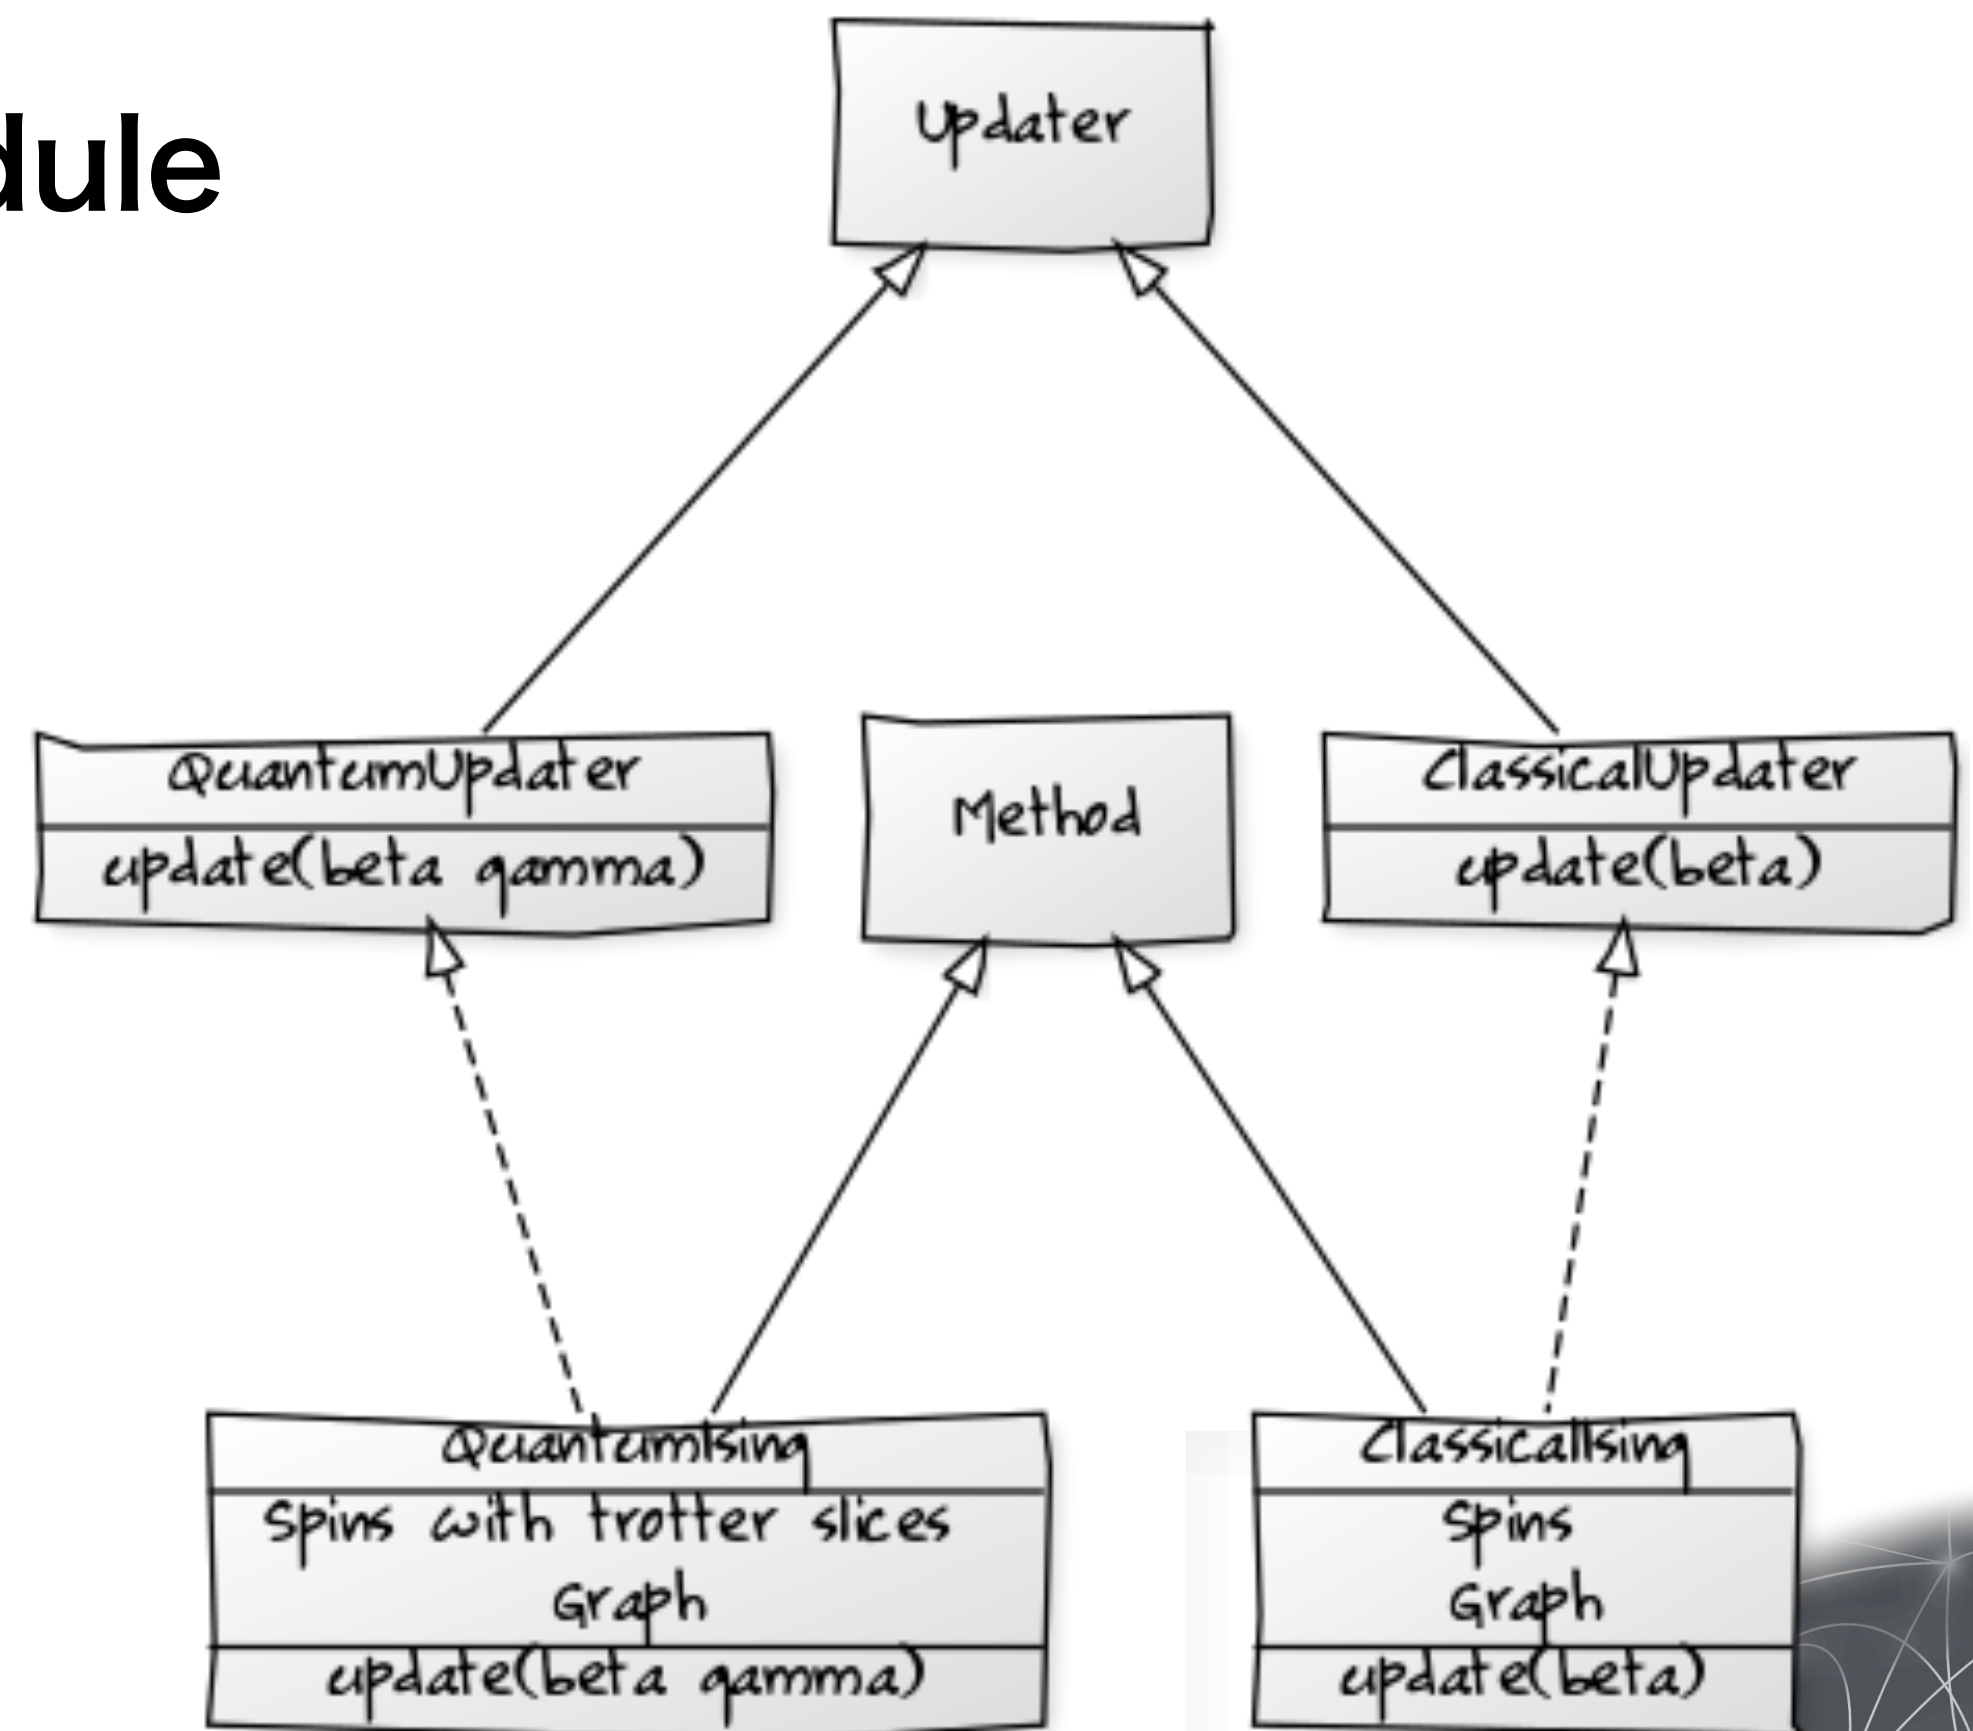 dule
Updater
QuantumUpdater
update(beta gamma)
Method
ClassicalUpdater
update(beta)
QuantumIsing
Spins with trotter slices
Graph
update(beta gamma)
ClassicalIsing
Spins
Graph
update(beta)